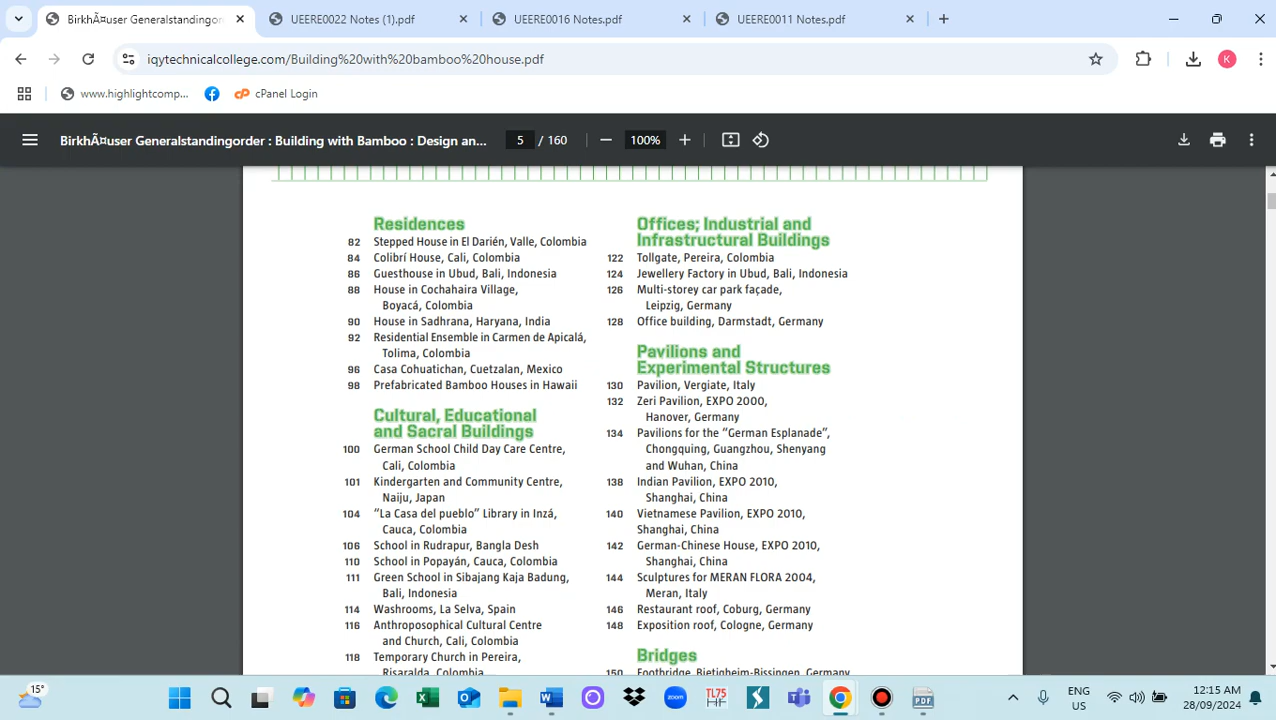 BirkhÃ¤user Generalstandingor
UEERE0022 Notes (1).pdf
UEERE0016 Notes.pdf
UEERE0011 Notes.pdf
iqytechnicalcollege.com/Building%20with%20bamboo%20house.pdf
K
www.highlightcomp...
cPanel Login
BirkhÃ¤user Generalstandingorder : Building with Bamboo : Design an...
5 / 160
100%
Residences
82 Stepped House in El Darién, Valle, Colombia
84 Colibrí House, Cali, Colombia
86 Guesthouse in Ubud, Bali, Indonesia
88 House in Cochahaira Village,
Boyacá, Colombia
90 House in Sadhrana, Haryana, India
92 Residential Ensemble in Carmen de Apicalá,
Tolima, Colombia
96 Casa Cohuatichan, Cuetzalan, Mexico
98 Prefabricated Bamboo Houses in Hawaii
Cultural, Educational
and Sacral Buildings
100 German School Child Day Care Centre,
Cali, Colombia
101 Kindergarten and Community Centre,
Naiju, Japan
104 “La Casa del pueblo” Library in Inzá,
Cauca, Colombia
106 School in Rudrapur, Bangla Desh
110 School in Popayán, Cauca, Colombia
111 Green School in Sibajang Kaja Badung,
Bali, Indonesia
114 Washrooms, La Selva, Spain
116 Anthroposophical Cultural Centre
and Church, Cali, Colombia
118 Temporary Church in Pereira,
Risaralda, Colombia
Offices; Industrial and
Infrastructural Buildings
122 Tollgate, Pereira, Colombia
124 Jewellery Factory in Ubud, Bali, Indonesia
126 Multi-storey car park façade,
Leipzig, Germany
128 Office building, Darmstadt, Germany
Pavilions and
Experimental Structures
130 Pavilion, Vergiate, Italy
132 Zeri Pavilion, EXPO 2000,
Hanover, Germany
134 Pavilions for the “German Esplanade”,
Chongquing, Guangzhou, Shenyang
and Wuhan, China
138 Indian Pavilion, EXPO 2010,
Shanghai, China
140 Vietnamese Pavilion, EXPO 2010,
Shanghai, China
142 German-Chinese House, EXPO 2010,
Shanghai, China
144 Sculptures for MERAN FLORA 2004,
Meran, Italy
146 Restaurant roof, Coburg, Germany
148 Exposition roof, Cologne, Germany
Bridges
150 Footbridge, Bietigheim-Bissingen, Germany
15°
zoom
TL75
HF
PDF
ENG
US
12:15 AM
28/09/2024